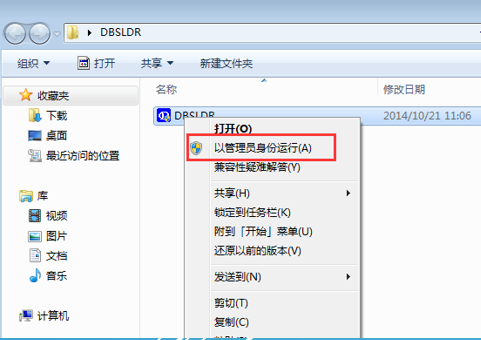 DBSLDR
组织 打开 共享 新建文件夹
收藏夹
下载
桌面
最近访问的位置
库
视频
图片
文档
音乐
计算机
名称 修改日期
DBSLDR 2014/10/21 11:06
打开(O)
以管理员身份运行(A)
兼容性疑难解答(Y)
共享(H)
锁定到任务栏(K)
附到「开始」菜单(U)
还原以前的版本(V)
发送到(N)
剪切(T)
复制(C)